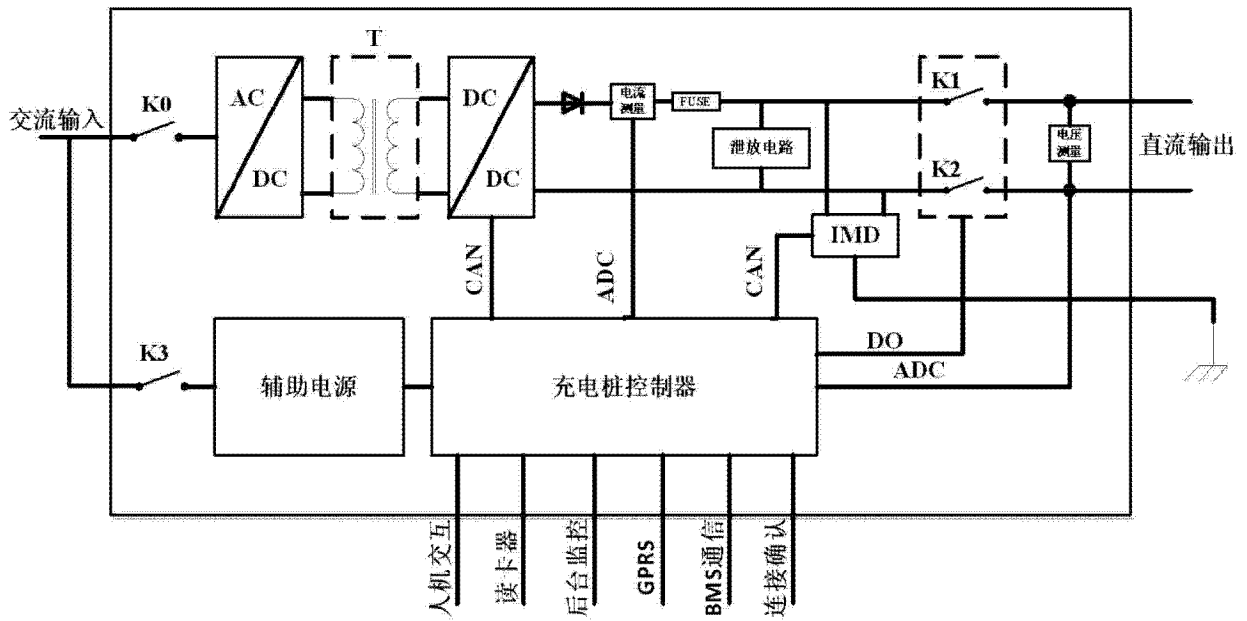 T
交流输入
K0
AC
DC
DC
DC
电流
测量
FUSE
泄放电路
K1
K2
电压
测量
直流输出
IMD
CAN
ADC
CAN
DO
ADC
K3
辅助电源
充电桩控制器
人机交互
读卡器
后台监控
GPRS
BMS通信
连接确认